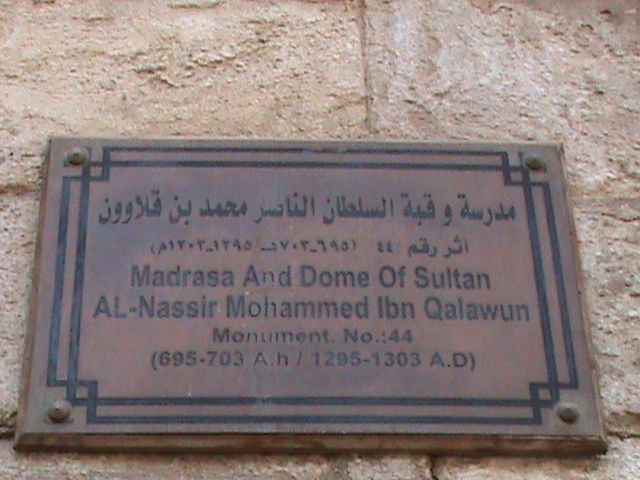 مدرسة و قبة السلطان الناصر محمد بن قلاوون
اثر رقم :٤٤ (٦٩٥-٧٠٣هـ ١٢٩٥-١٣٠٣م)
Madrasa And Dome Of Sultan
AL-Nassir Mohammed Ibn Qalawun
Monument. No.:44
(695-703 A.h / 1295-1303 A.D)